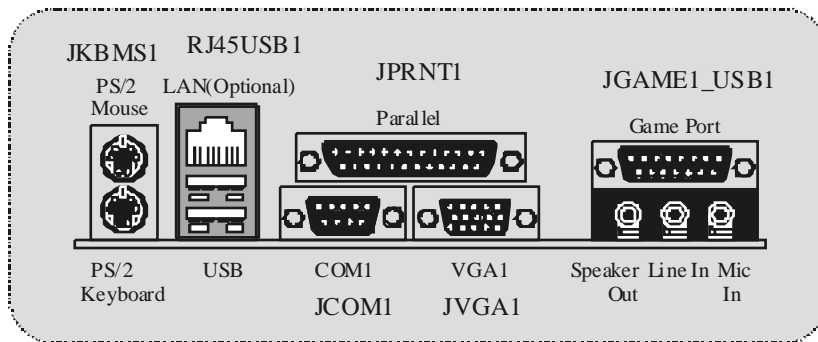 JKBMS1
RJ45USB1
JPRNT1
JGAME1_USB1
PS/2
Mouse
LAN(Optional)
Parallel
Game Port
PS/2
Keyboard
USB
COM1
VGA1
Speaker
Out
Line In
Mic
In
JCOM1
JVGA1